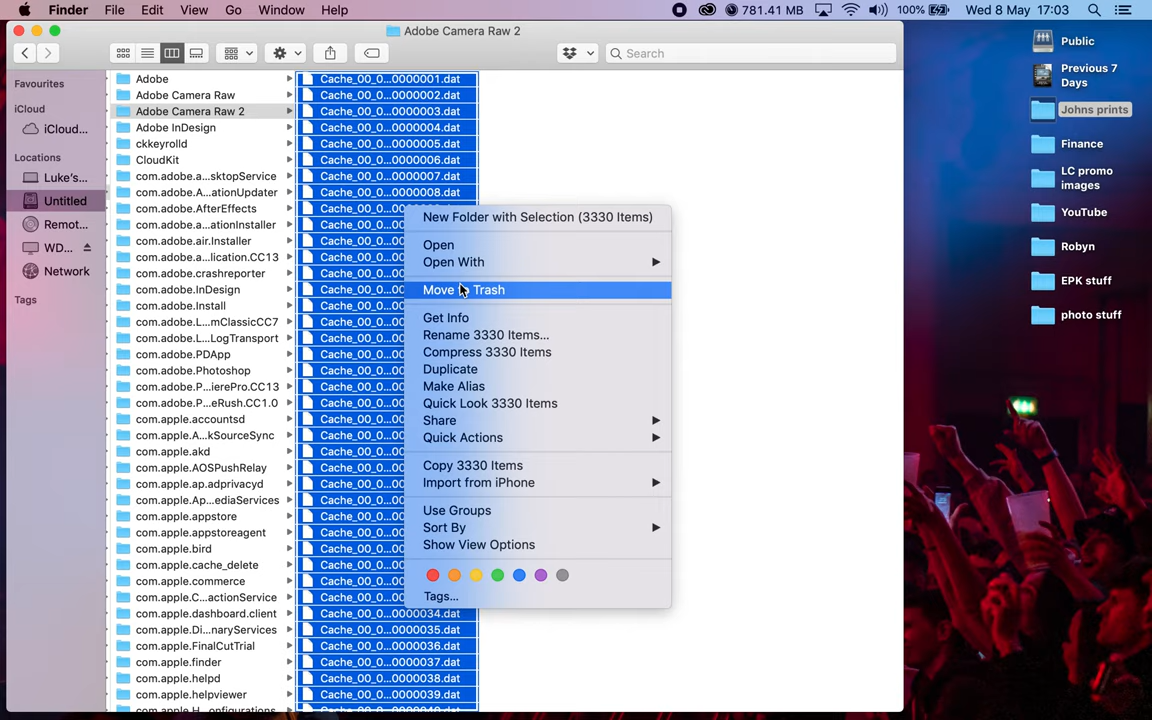 Finder File Edit View Go Window Help
781.41 MB 100% Wed 8 May 17:03
Adobe Camera Raw 2
Search
Favourites
iCloud
iCloud...
Locations
Luke's...
Untitled
Remot...
WD...
Network
Tags
Adobe
Adobe Camera Raw
Adobe Camera Raw 2
Adobe InDesign
ckkeyrolld
CloudKit
com.adobe.a...sktopService
com.adobe.A...ationUpdater
com.adobe.AfterEffects
com.adobe.a...ationInstaller
com.adobe.air.Installer
com.adobe.a...lication.CC13
com.adobe.crashreporter
com.adobe.InDesign
com.adobe.Install
com.adobe.L...mClassicCC7
com.adobe.L...LogTransport
com.adobe.PDApp
com.adobe.Photoshop
com.adobe.P...ierePro.CC13
com.adobe.P...eRush.CC1.0
com.apple.accountsd
com.apple.A...kSourceSync
com.apple.akd
com.apple.AOSPushRelay
com.apple.ap.adprivacyd
com.apple.Ap...ediaServices
com.apple.appstore
com.apple.appstoreagent
com.apple.bird
com.apple.cache_delete
com.apple.commerce
com.apple.C...actionService
com.apple.dashboard.client
com.apple.Di...naryServices
com.apple.FinalCutTrial
com.apple.finder
com.apple.helpd
com.apple.helpviewer
Cache_00_0...0000001.dat
Cache_00_0...0000002.dat
Cache_00_0...0000003.dat
Cache_00_0...0000004.dat
Cache_00_0...0000005.dat
Cache_00_0...0000006.dat
Cache_00_0...0000007.dat
Cache_00_0...0000008.dat
Cache_00_0...0000034.dat
Cache_00_0...0000035.dat
Cache_00_0...0000036.dat
Cache_00_0...0000037.dat
Cache_00_0...0000038.dat
Cache_00_0...0000039.dat
New Folder with Selection (3330 Items)
Open
Open With
Move to Trash
Get Info
Rename 3330 Items...
Compress 3330 Items
Duplicate
Make Alias
Quick Look 3330 Items
Share
Quick Actions
Copy 3330 Items
Import from iPhone
Use Groups
Sort By
Show View Options
Tags...
Public
Previous 7
Days
Johns prints
Finance
LC promo
images
YouTube
Robyn
EPK stuff
photo stuff